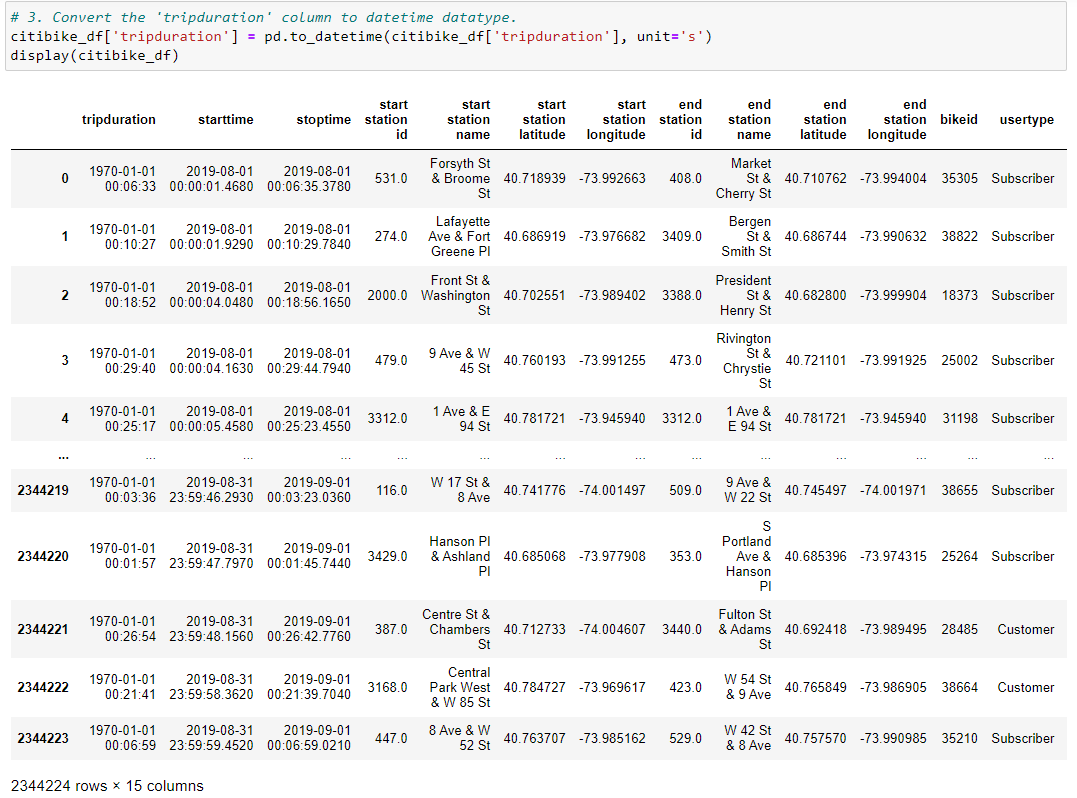 # 3. Convert the 'tripduration' column to datetime datatype.
citibike_df['tripduration'] = pd.to_datetime(citibike_df['tripduration'], unit='s')
display(citibike_df)
tripduration starttime stoptime start station id start station name start station latitude start station longitude end station id end station name end station latitude end station longitude bikeid usertype
0 1970-01-01 00:06:33 2019-08-01 00:00:01.4680 2019-08-01 00:06:35.3780 531.0 Forsyth St & Broome St 40.718939 -73.992663 408.0 Market St & Cherry St 40.710762 -73.994004 35305 Subscriber
1 1970-01-01 00:10:27 2019-08-01 00:00:01.9290 2019-08-01 00:10:29.7840 274.0 Lafayette Ave & Fort Greene Pl 40.686919 -73.976682 3409.0 Bergen St & Smith St 40.686744 -73.990632 38822 Subscriber
2 1970-01-01 00:18:52 2019-08-01 00:00:04.0480 2019-08-01 00:18:56.1650 2000.0 Front St & Washington St 40.702551 -73.989402 3388.0 President St & Henry St 40.682800 -73.999904 18373 Subscriber
3 1970-01-01 00:29:40 2019-08-01 00:00:04.1630 2019-08-01 00:29:44.7940 479.0 9 Ave & W 45 St 40.760193 -73.991255 473.0 Rivington St & Chrystie St 40.721101 -73.991925 25002 Subscriber
4 1970-01-01 00:25:17 2019-08-01 00:00:05.4580 2019-08-01 00:25:23.4550 3312.0 1 Ave & E 94 St 40.781721 -73.945940 3312.0 1 Ave & E 94 St 40.781721 -73.945940 31198 Subscriber
... ... ... ... ... ... ... ... ... ... ... ... ... ...
2344219 1970-01-01 00:03:36 2019-08-31 23:59:46.2930 2019-09-01 00:03:23.0360 116.0 W 17 St & 8 Ave 40.741776 -74.001497 509.0 9 Ave & W 22 St 40.745497 -74.001971 38655 Subscriber
2344220 1970-01-01 00:01:57 2019-08-31 23:59:47.7970 2019-09-01 00:01:45.7440 3429.0 Hanson Pl & Ashland Pl 40.685068 -73.977908 353.0 S Portland Ave & Hanson Pl 40.685396 -73.974315 25264 Subscriber
2344221 1970-01-01 00:26:54 2019-08-31 23:59:48.1560 2019-09-01 00:26:42.7760 387.0 Centre St & Chambers St 40.712733 -74.004607 3440.0 Fulton St & Adams St 40.692418 -73.989495 28485 Customer
2344222 1970-01-01 00:21:41 2019-08-31 23:59:58.3620 2019-09-01 00:21:39.7040 3168.0 Central Park West & W 85 St 40.784727 -73.969617 423.0 W 54 St & 9 Ave 40.765849 -73.986905 38664 Customer
2344223 1970-01-01 00:06:59 2019-08-31 23:59:59.4520 2019-09-01 00:06:59.0210 447.0 8 Ave & W 52 St 40.763707 -73.985162 529.0 W 42 St & 8 Ave 40.757570 -73.990985 35210 Subscriber
2344224 rows × 15 columns